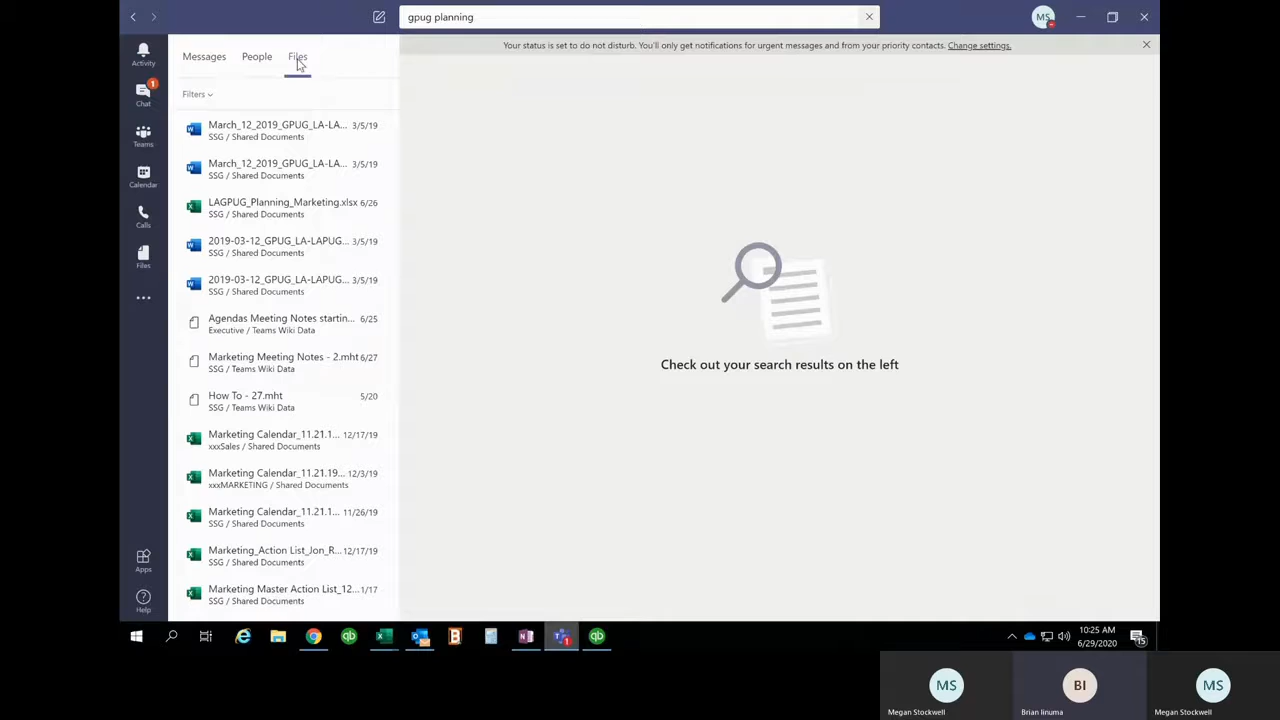 gpug planning
MS
Your status is set to do not disturb. You'll only get notifications for urgent messages and from your priority contacts. Change settings.
Activity
1
Chat
Teams
Calendar
Calls
Files
Apps
Help
Messages People Files
Filters
March_12_2019_GPUG_LA-LA... 3/5/19
SSG / Shared Documents
March_12_2019_GPUG_LA-LA... 3/5/19
SSG / Shared Documents
LAGPUG_Planning_Marketing.xlsx 6/26
SSG / Shared Documents
2019-03-12_GPUG_LA-LAPUG... 3/5/19
SSG / Shared Documents
2019-03-12_GPUG_LA-LAPUG... 3/5/19
SSG / Shared Documents
Agendas Meeting Notes startin... 6/25
Executive / Teams Wiki Data
Marketing Meeting Notes - 2.mht 6/27
SSG / Teams Wiki Data
How To - 27.mht 5/20
SSG / Teams Wiki Data
Marketing Calendar_11.21.1... 12/17/19
xxxSales / Shared Documents
Marketing Calendar_11.21.19... 12/3/19
xxxMARKETING / Shared Documents
Marketing Calendar_11.21.1... 11/26/19
SSG / Shared Documents
Marketing_Action List_Jon_R... 12/17/19
SSG / Shared Documents
Marketing Master Action List_12... 1/17
SSG / Shared Documents
Check out your search results on the left
10:25 AM
6/29/2020
15
MS
Megan Stockwell
BI
Brian Iinuma
MS
Megan Stockwell